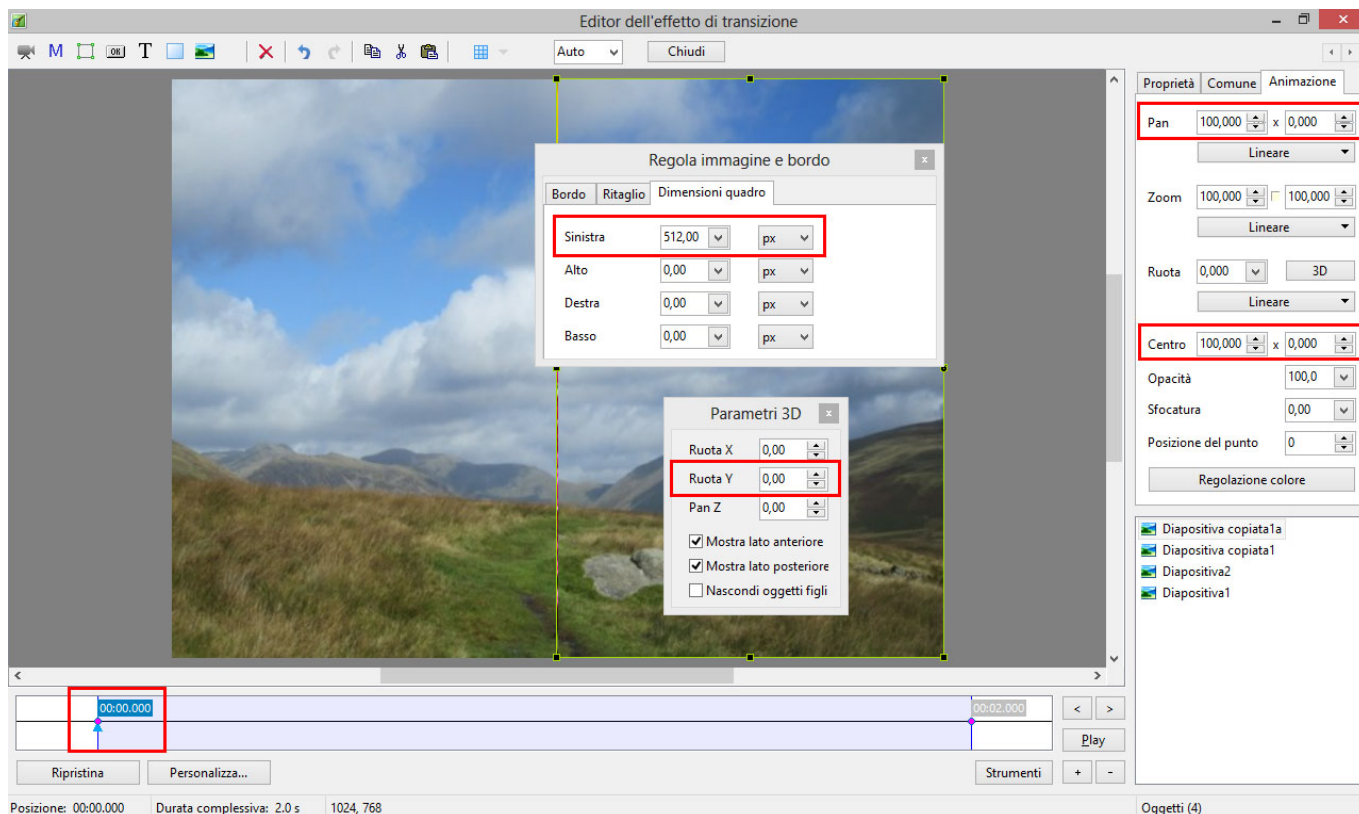 Editor dell'effetto di transizione
M OK T Auto Chiudi
Proprietà Comune Animazione
Pan 100,000 x 0,000
Lineare
Zoom 100,000 100,000
Lineare
Ruota 0,000 3D
Lineare
Centro 100,000 x 0,000
Opacità 100,0
Sfocatura 0,00
Posizione del punto 0
Regolazione colore
Regola immagine e bordo
Bordo Ritaglio Dimensioni quadro
Sinistra 512,00 px
Alto 0,00 px
Destra 0,00 px
Basso 0,00 px
Parametri 3D
Ruota X 0,00
Ruota Y 0,00
Pan Z 0,00
Mostra lato anteriore
Mostra lato posteriore
Nascondi oggetti figli
Diapositiva copiata1a
Diapositiva copiata1
Diapositiva2
Diapositiva1
00:00.000 00:02.000 < >
Play
Ripristina Personalizza... Strumenti + -
Posizione: 00:00.000 Durata complessiva: 2.0 s 1024, 768 Oggetti (4)